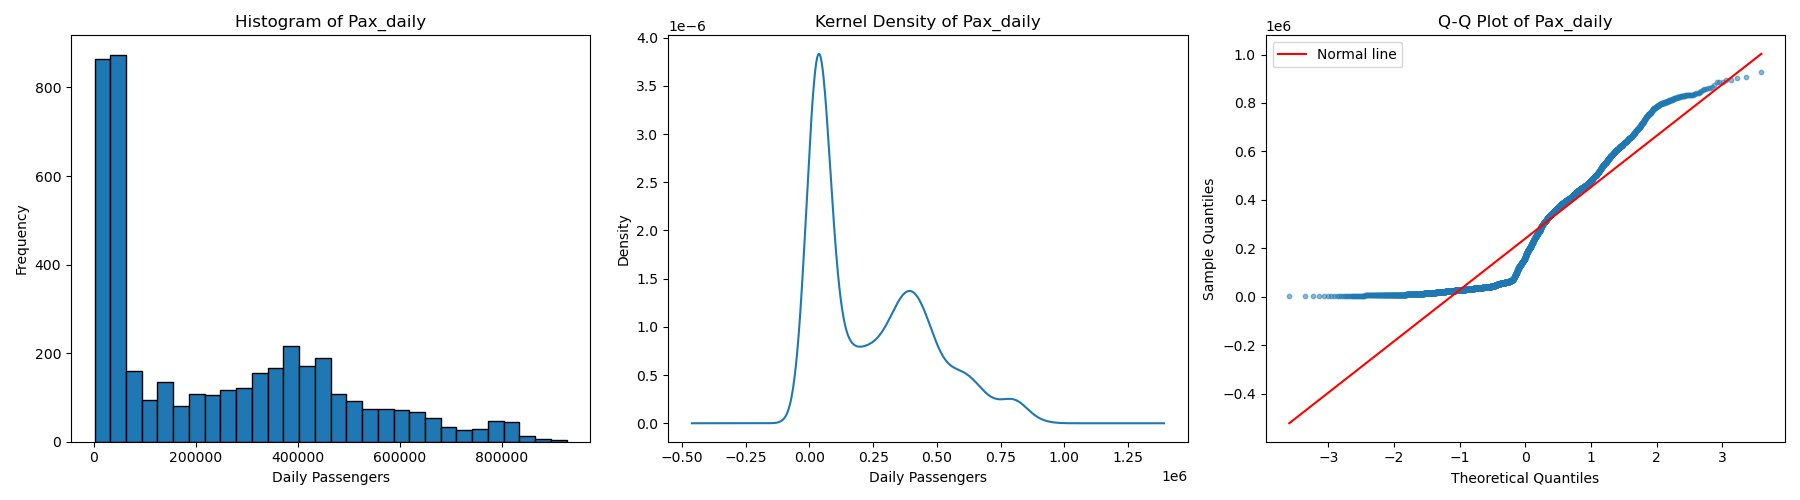 Histogram of Pax_daily
Frequency
800
600
400
200
0
0 200000 400000 600000 800000
Daily Passengers
Kernel Density of Pax_daily
1e−6
Density
4.0
3.5
3.0
2.5
2.0
1.5
1.0
0.5
0.0
−0.50 −0.25 0.00 0.25 0.50 0.75 1.00 1.25
1e6
Daily Passengers
Q-Q Plot of Pax_daily
1e6
Normal line
Sample Quantiles
1.0
0.8
0.6
0.4
0.2
0.0
−0.2
−0.4
−3 −2 −1 0 1 2 3
Theoretical Quantiles